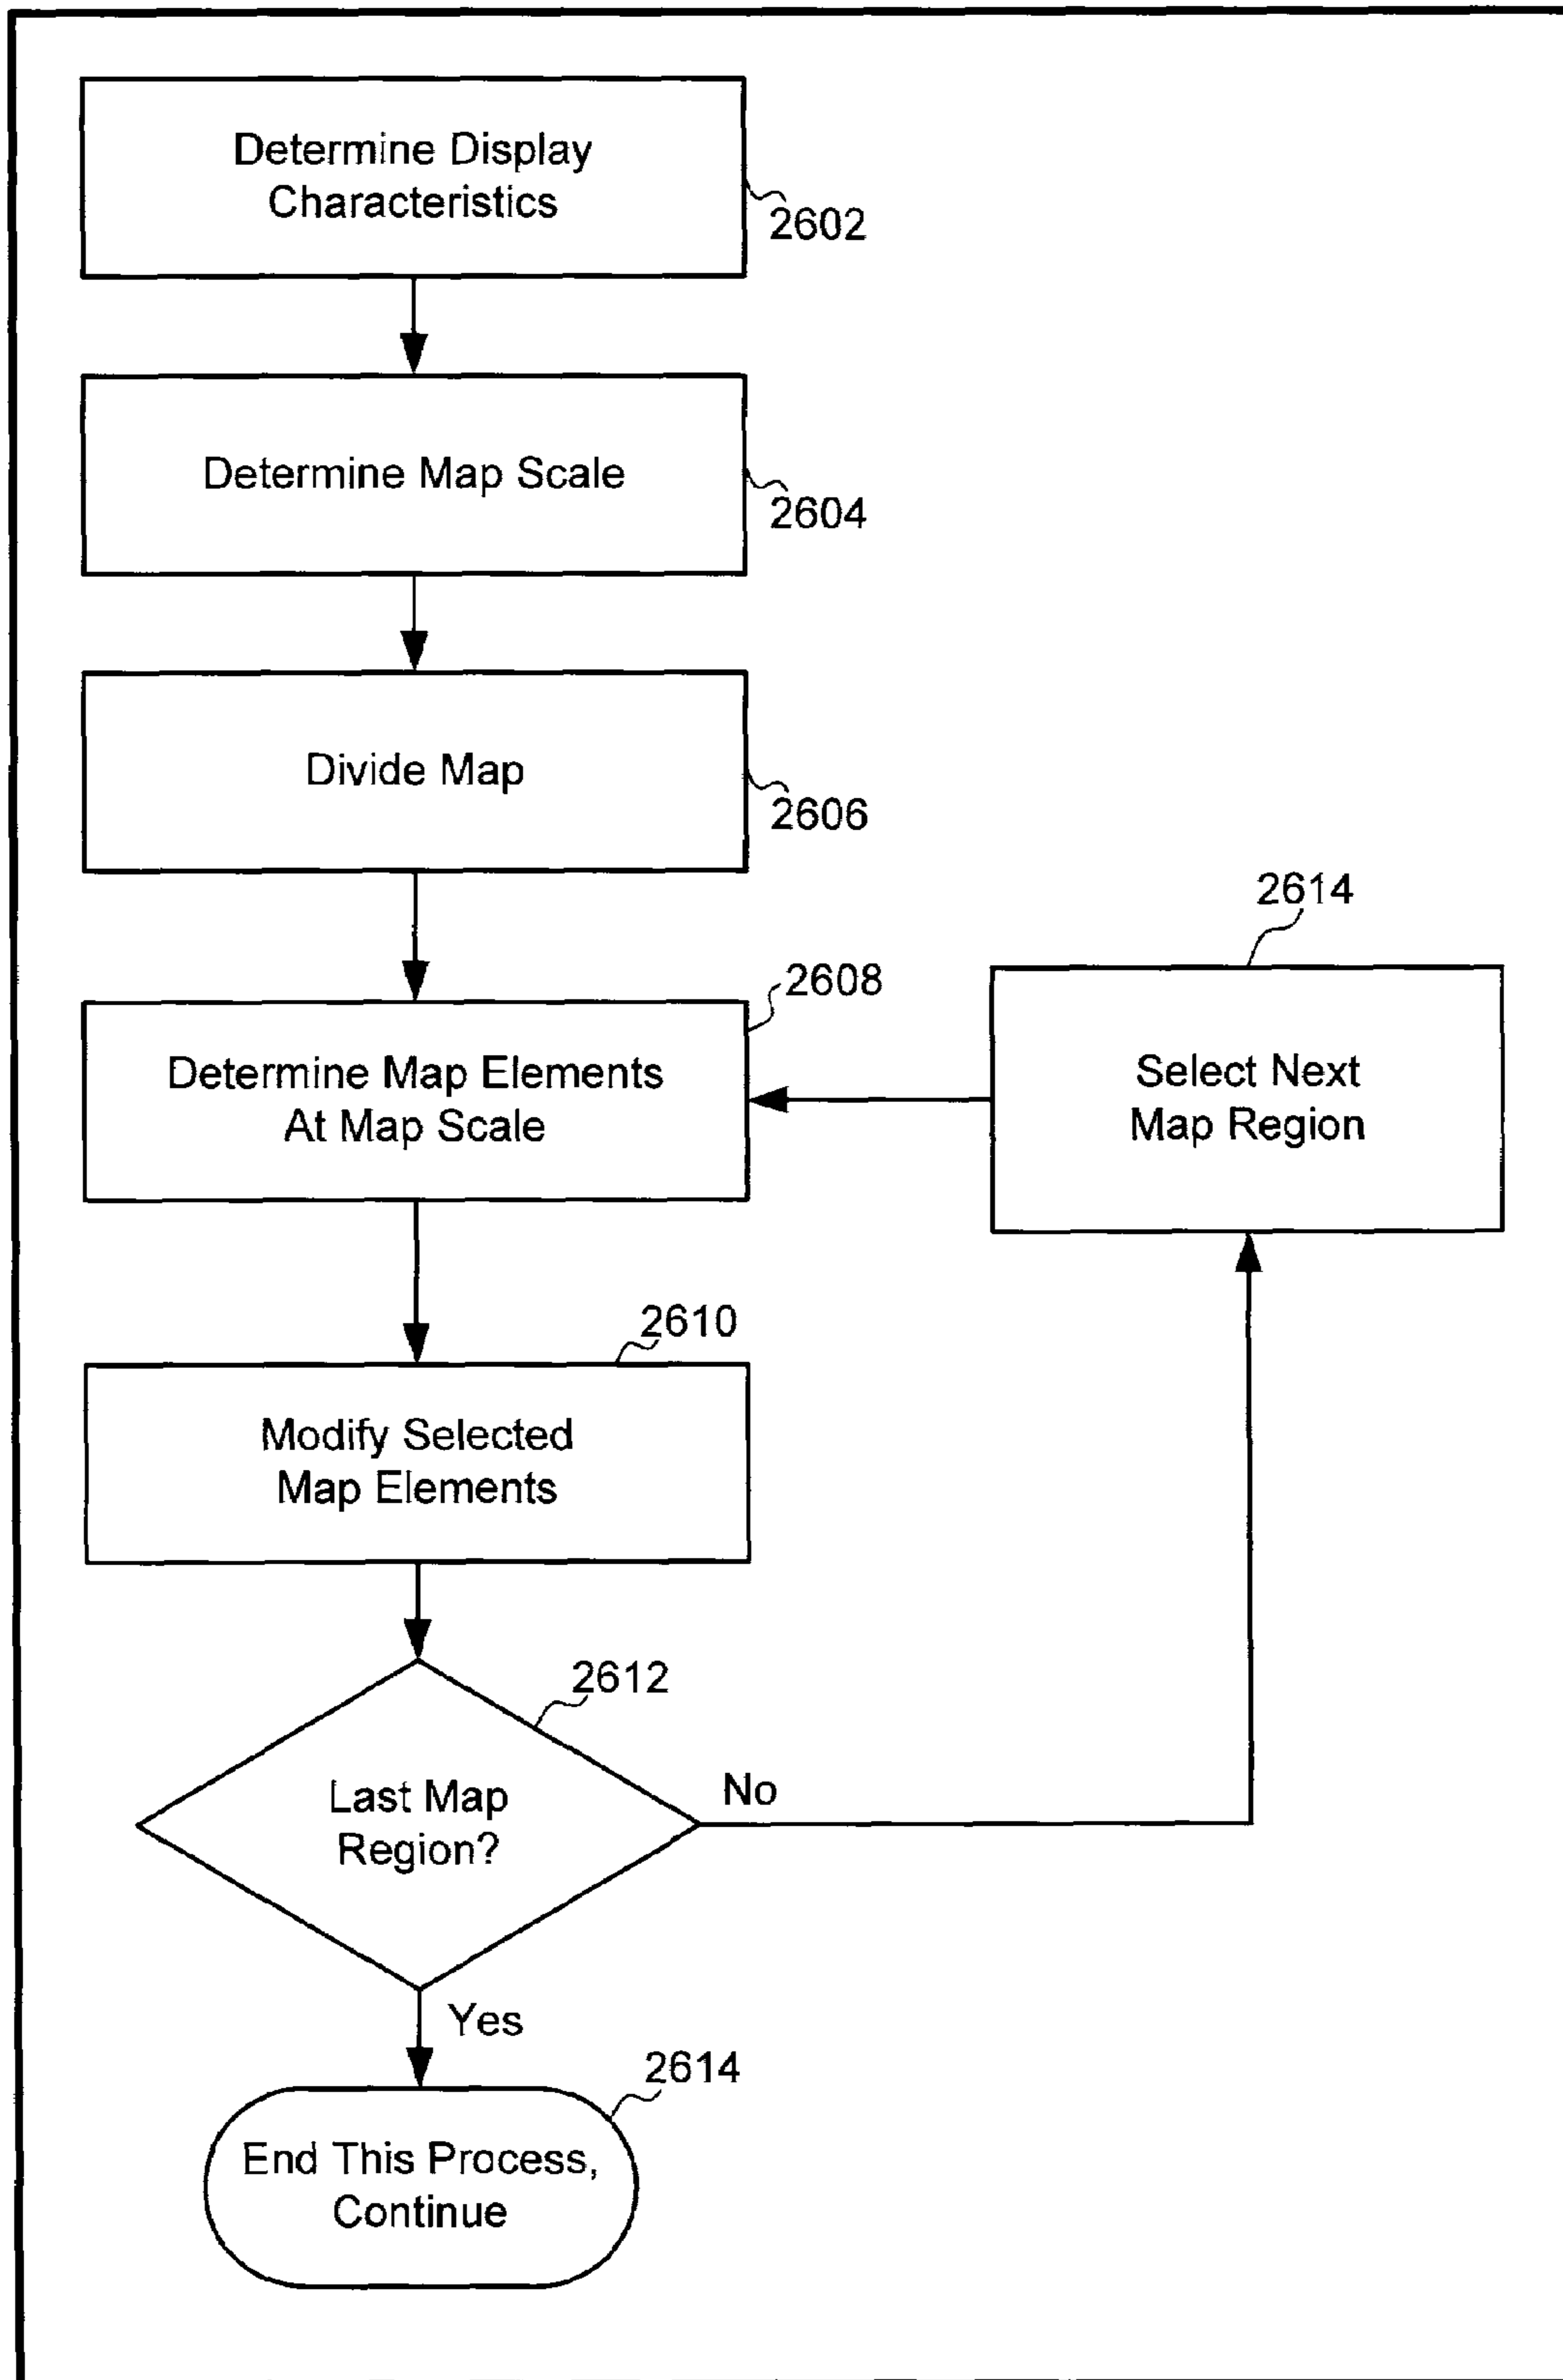 Determine Display
Characteristics
2602
Determine Map Scale
2604
Divide Map
2606
2614
2608
Determine Map Elements
At Map Scale
Select Next
Map Region
2610
Modify Selected
Map Elements
2612
Last Map
Region?
No
Yes
2614
End This Process,
Continue